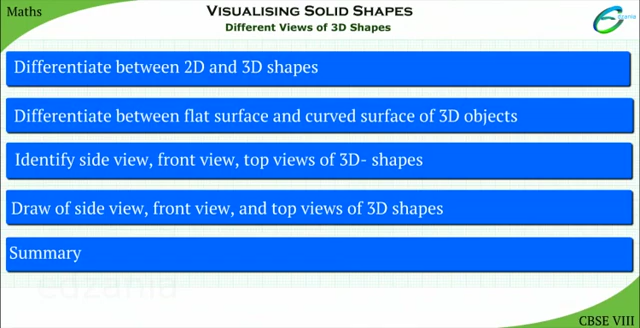 Maths
VISUALISING SOLID SHAPES
Different Views of 3D Shapes
Edzania
Differentiate between 2D and 3D shapes
Differentiate between flat surface and curved surface of 3D objects
Identify side view, front view, top views of 3D- shapes
Draw of side view, front view, and top views of 3D shapes
Summary
edzania
CBSE VIII